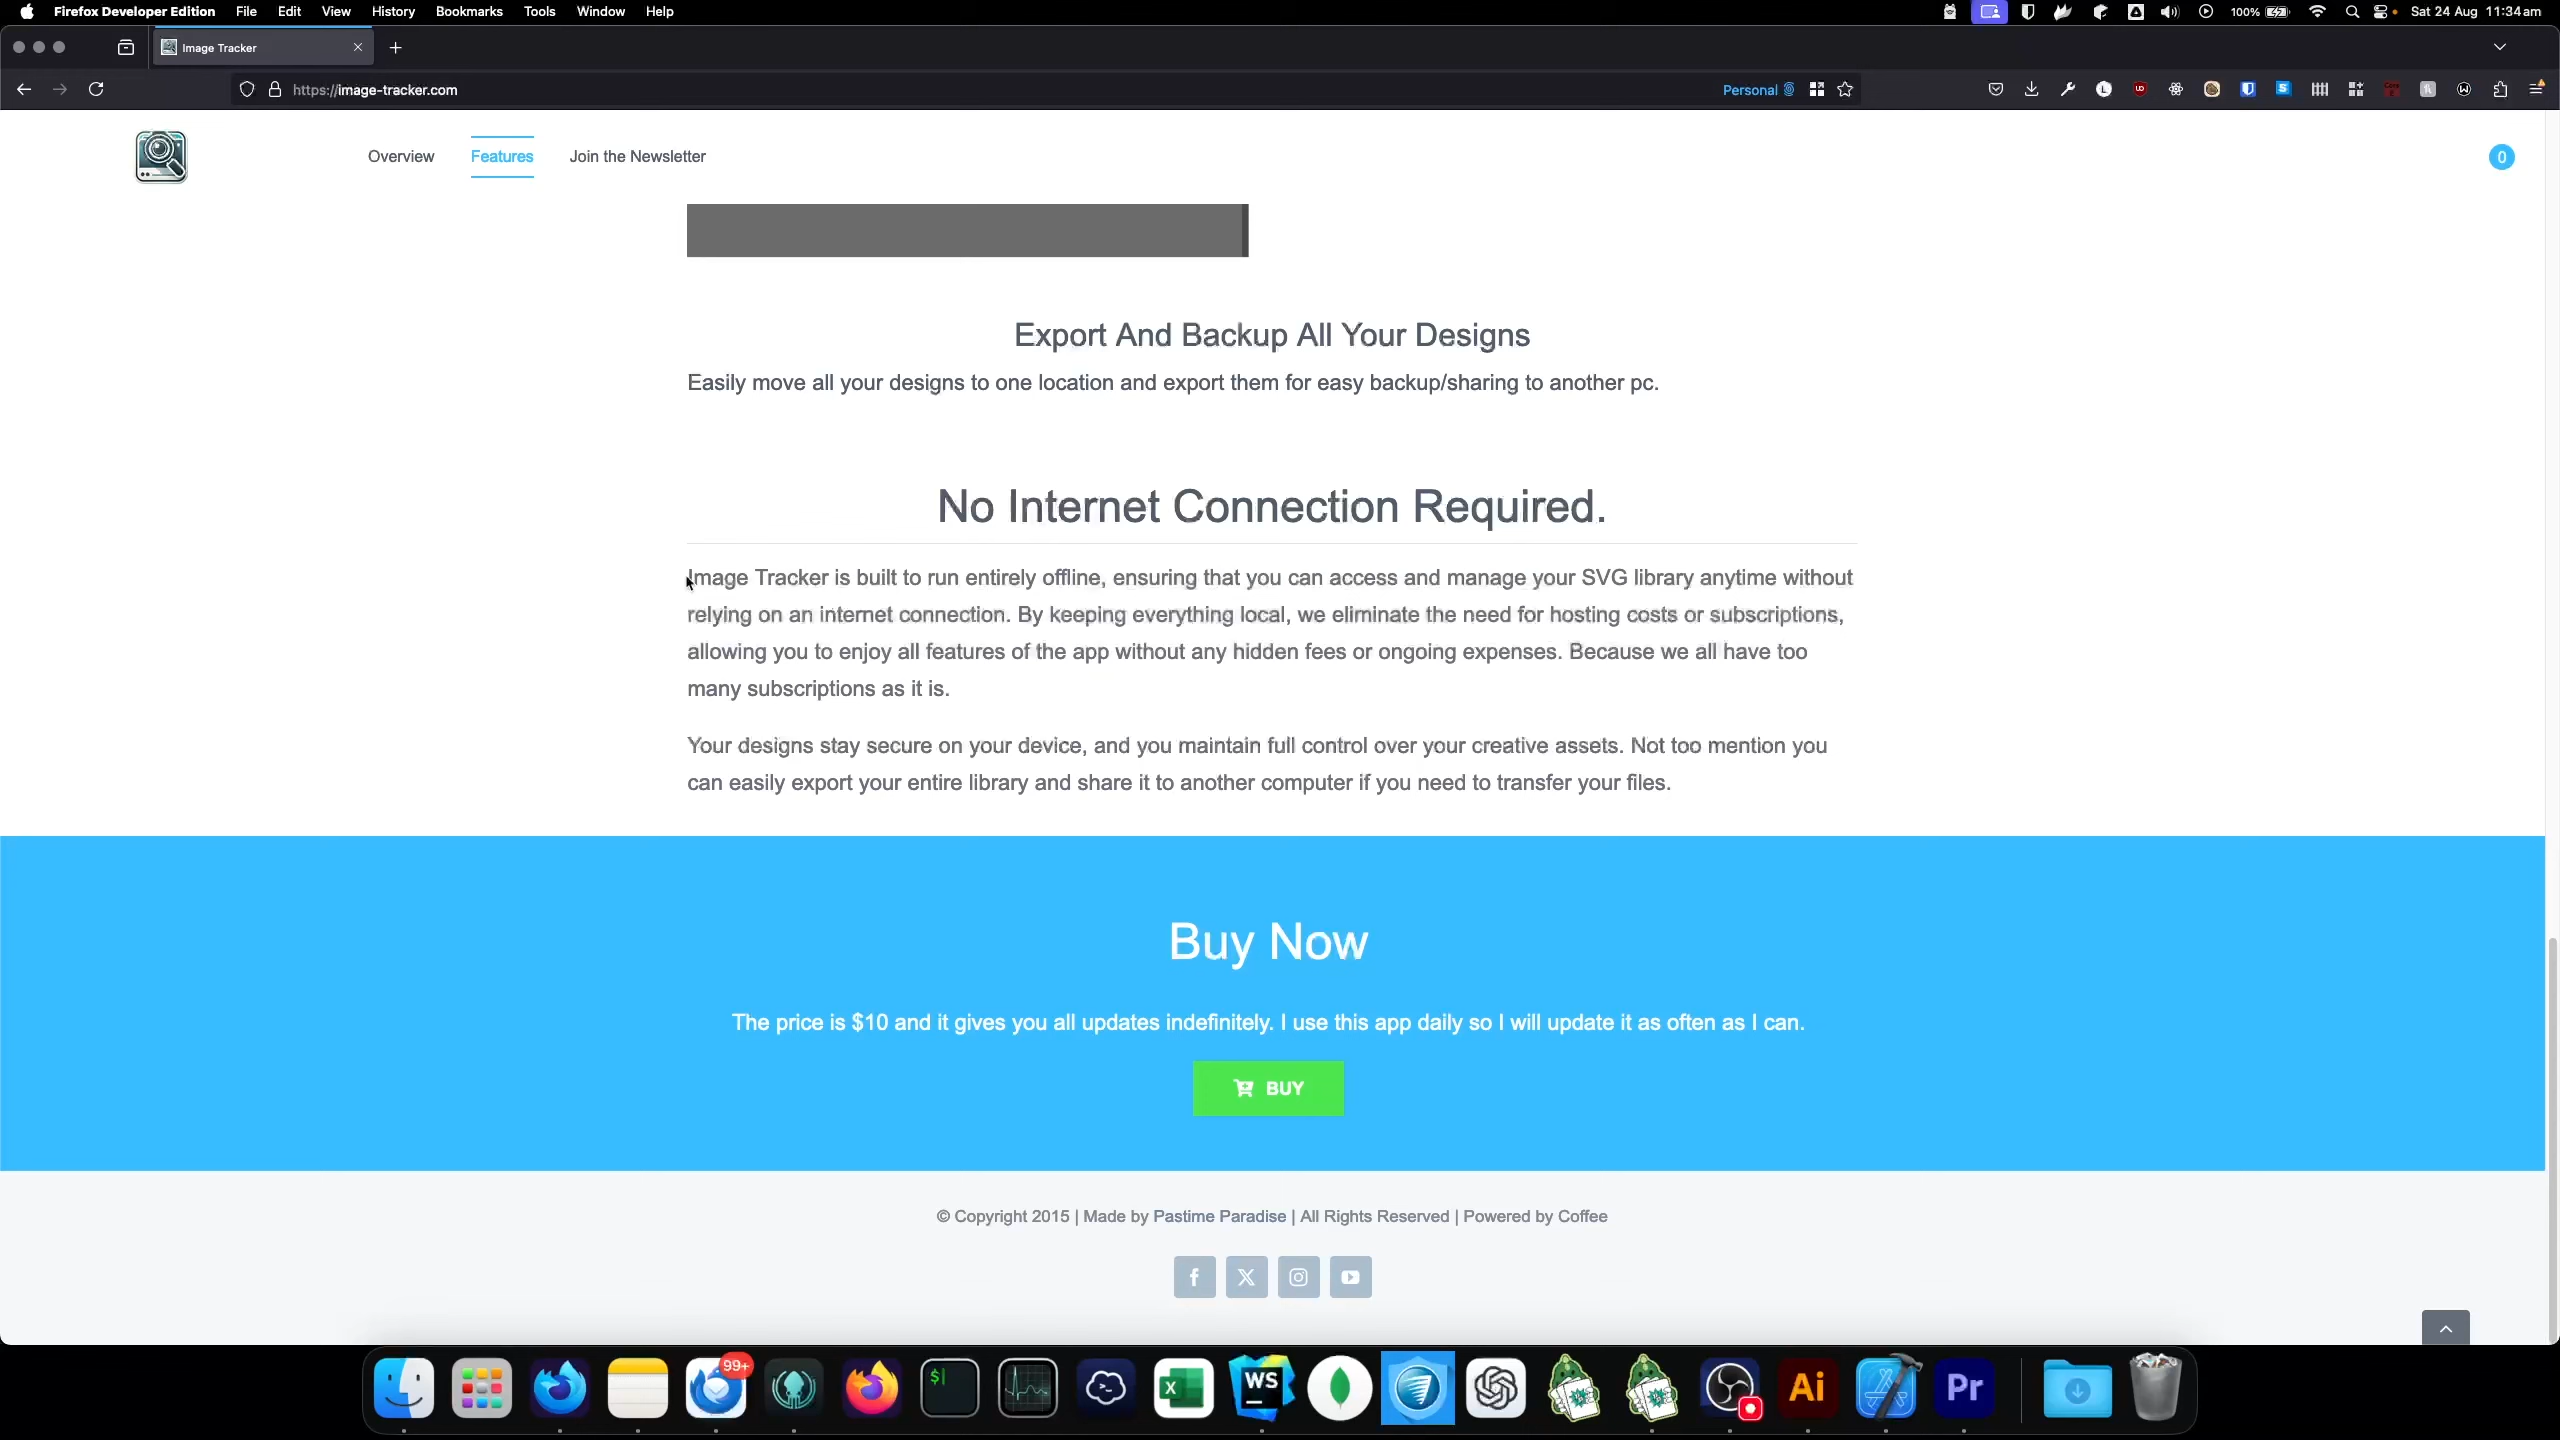 Firefox Developer Edition File Edit View History Bookmarks Tools Window Help 100% Sat 24 Aug 11:34am
Image Tracker
https://image-tracker.com Personal
Overview Features Join the Newsletter 0
Export And Backup All Your Designs
Easily move all your designs to one location and export them for easy backup/sharing to another pc.
No Internet Connection Required.
Image Tracker is built to run entirely offline, ensuring that you can access and manage your SVG library anytime without
relying on an internet connection. By keeping everything local, we eliminate the need for hosting costs or subscriptions,
allowing you to enjoy all features of the app without any hidden fees or ongoing expenses. Because we all have too
many subscriptions as it is.
Your designs stay secure on your device, and you maintain full control over your creative assets. Not too mention you
can easily export your entire library and share it to another computer if you need to transfer your files.
Buy Now
The price is $10 and it gives you all updates indefinitely. I use this app daily so I will update it as often as I can.
BUY
© Copyright 2015 | Made by Pastime Paradise | All Rights Reserved | Powered by Coffee
99+
$
WS
Ai
Pr